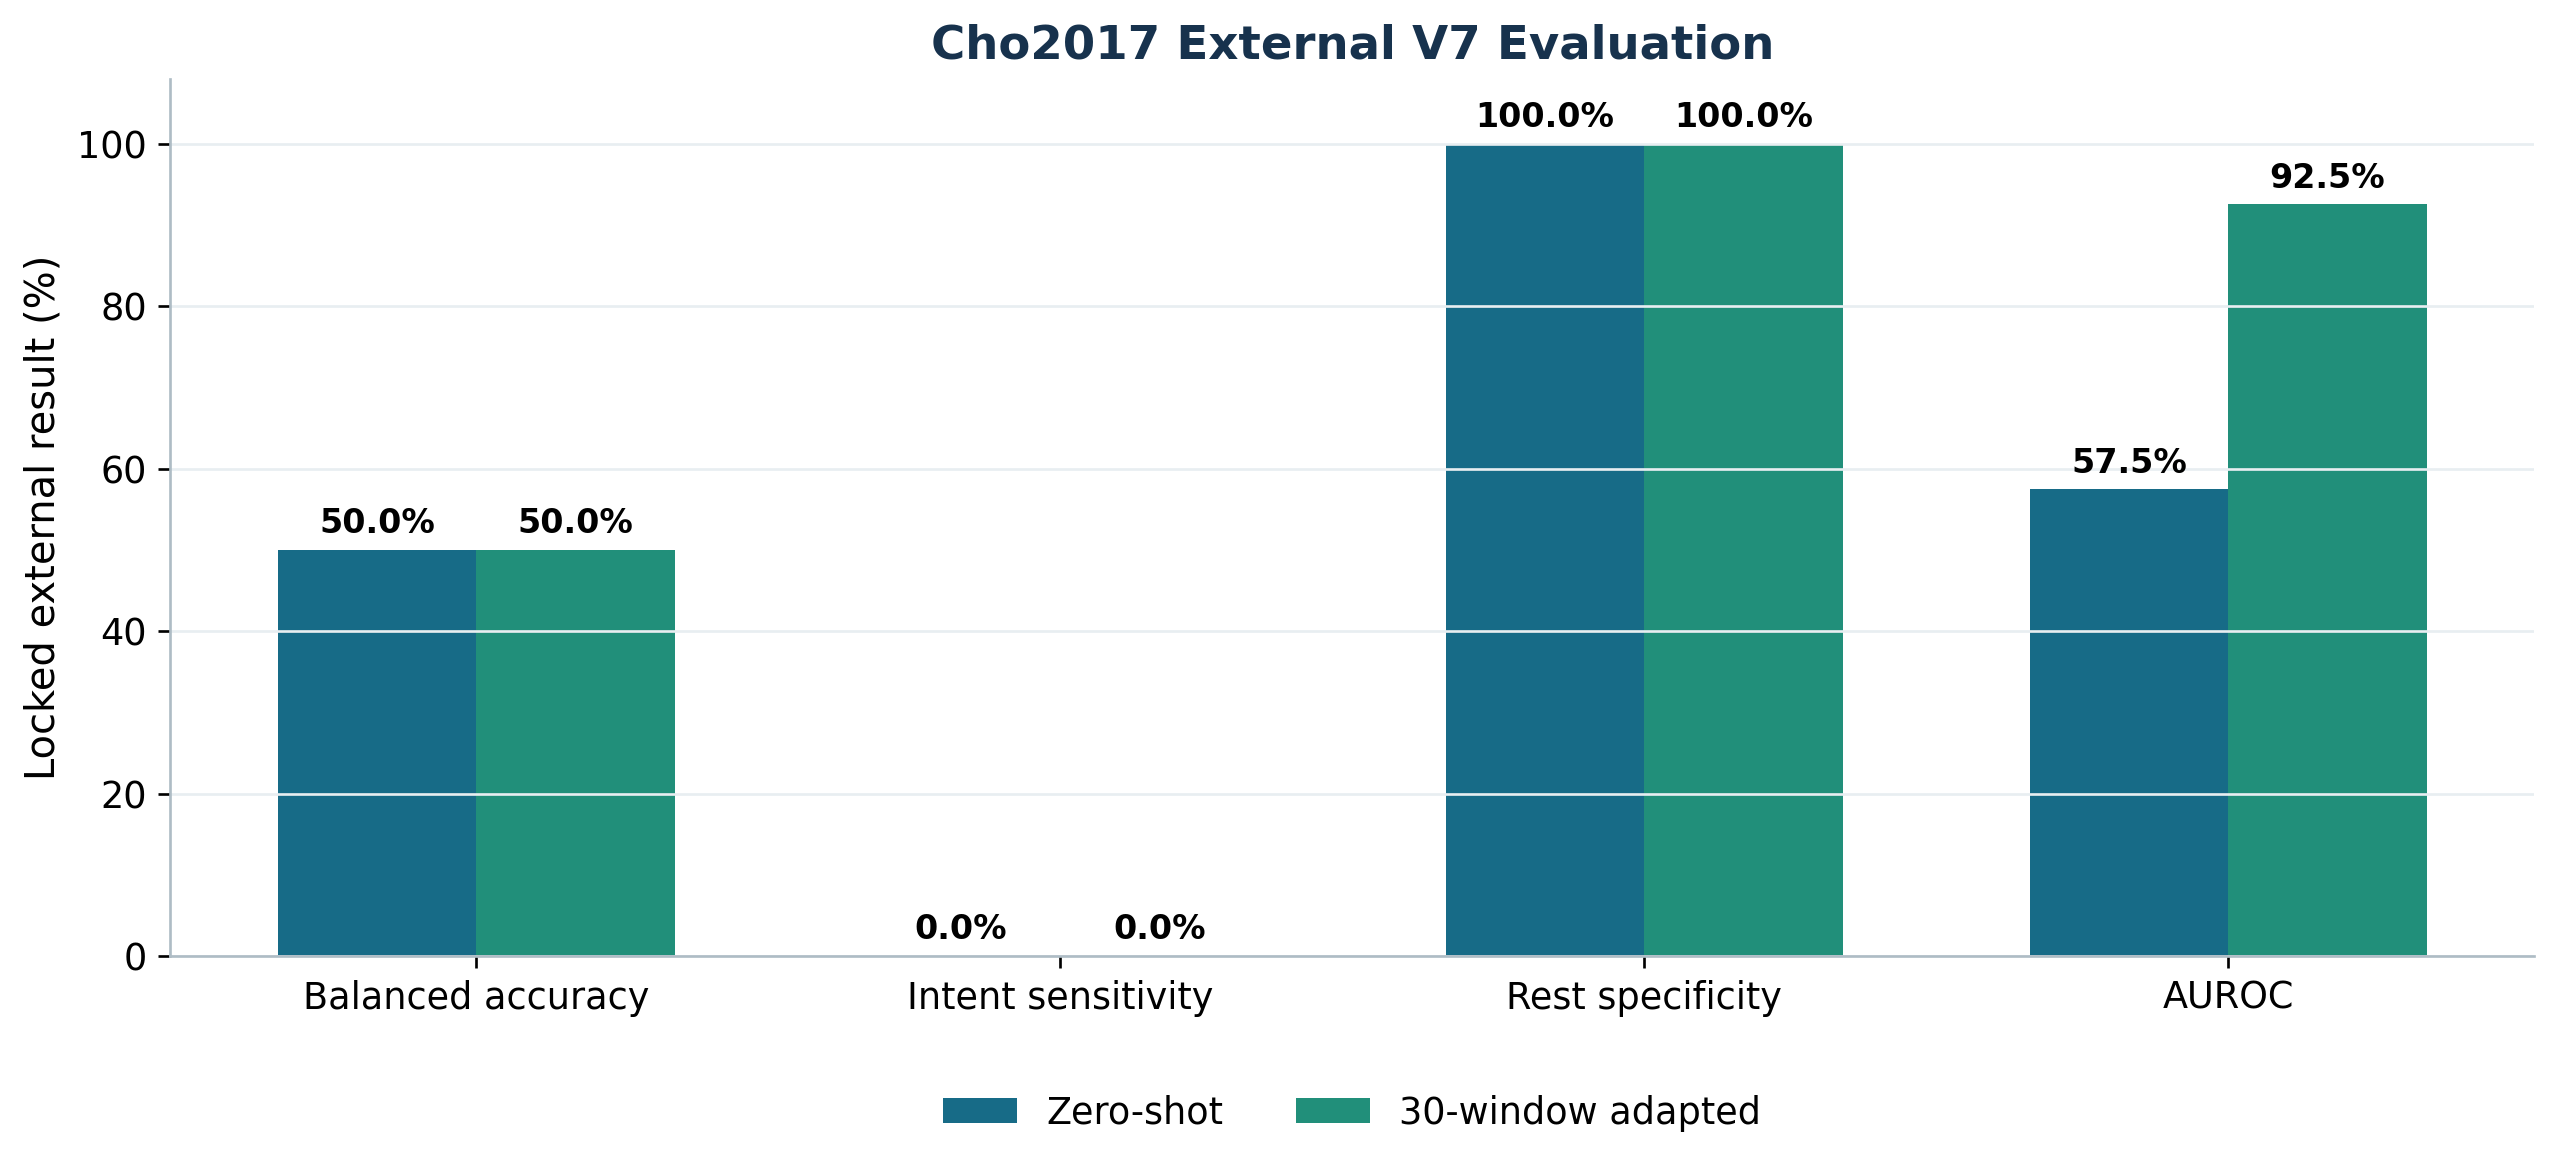 Cho2017 External V7 Evaluation
Locked external result (%)
100
80
60
40
20
0
50.0% 50.0%
0.0% 0.0%
100.0% 100.0%
57.5% 92.5%
Balanced accuracy Intent sensitivity Rest specificity AUROC
Zero-shot 30-window adapted